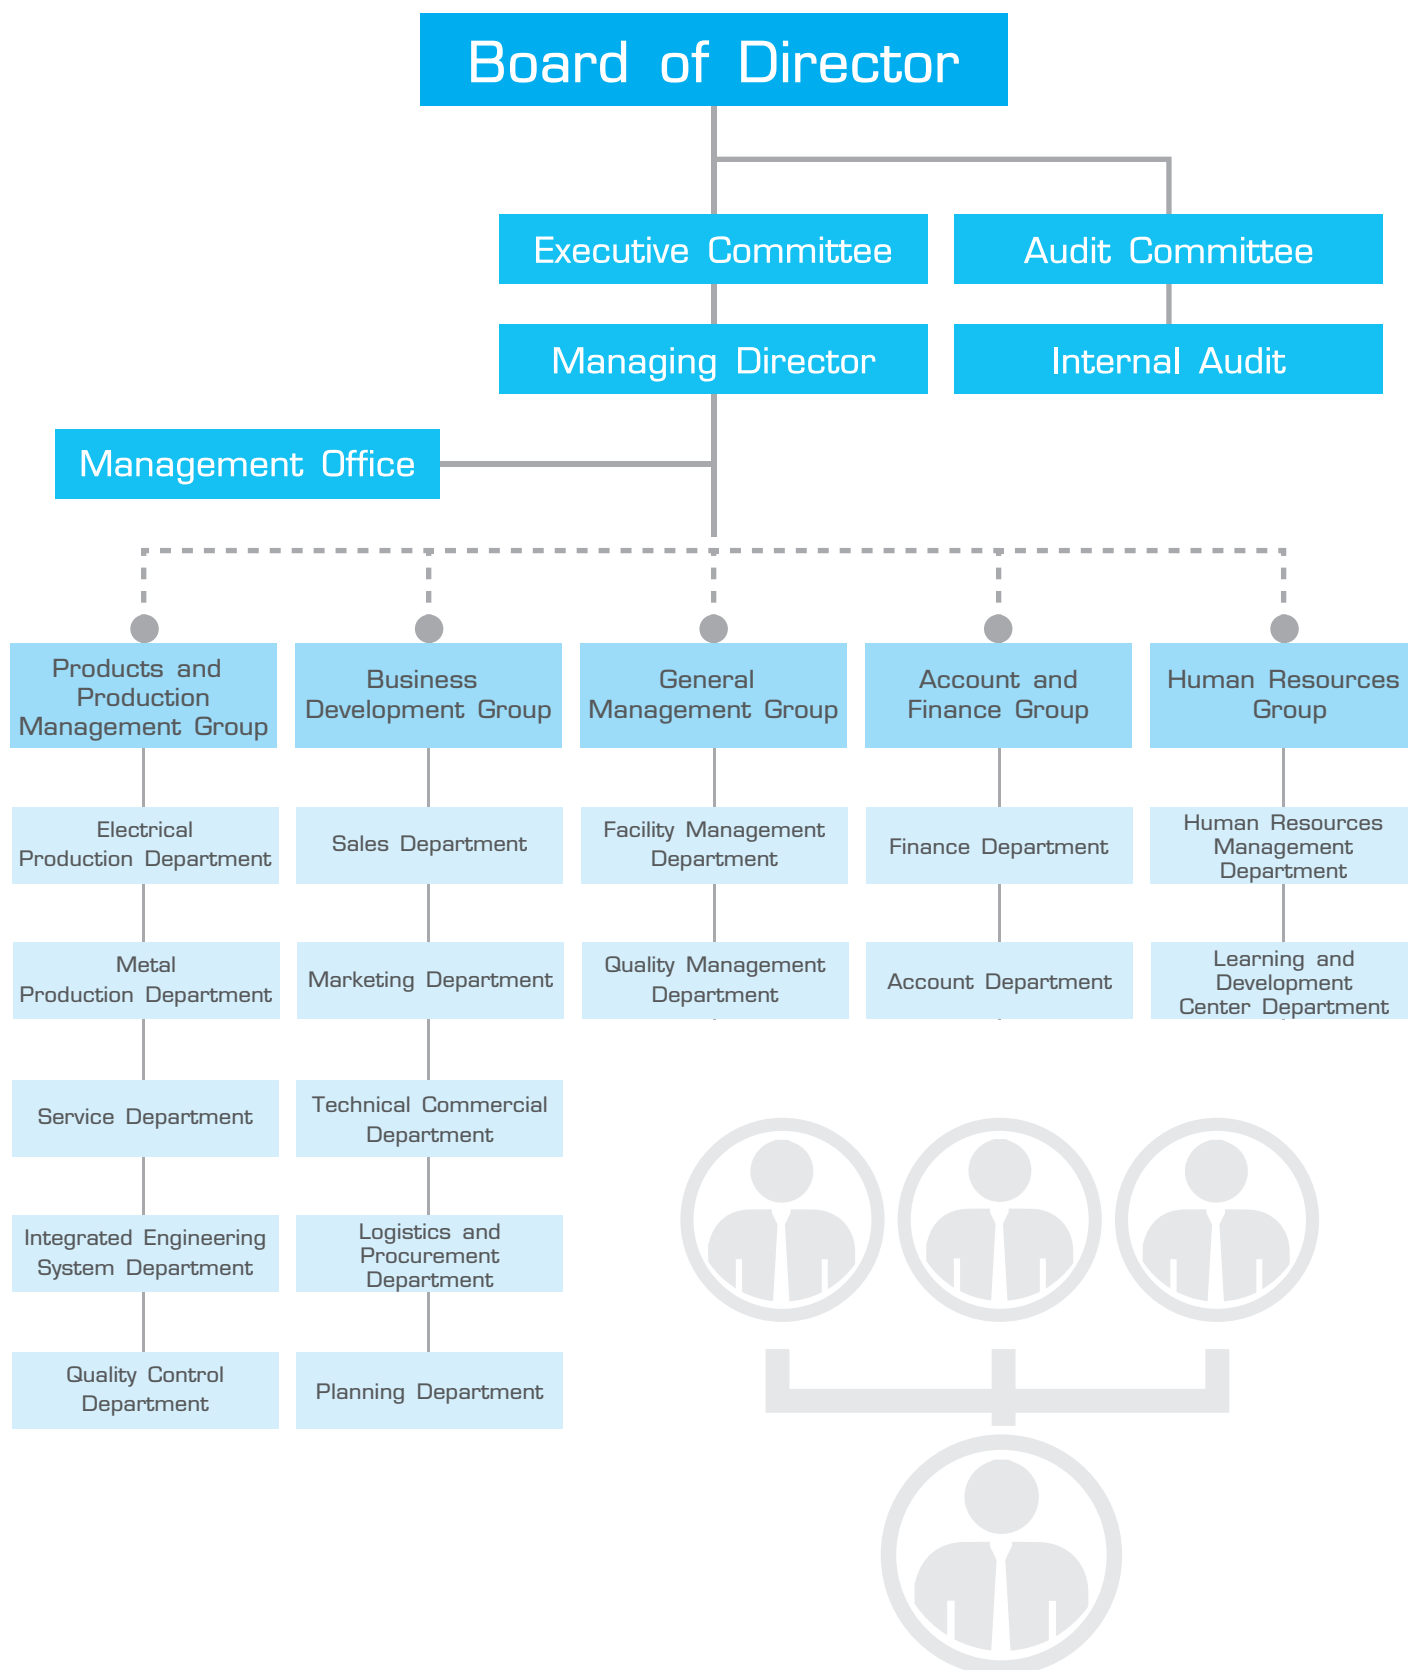 Board of Director
Executive Committee
Audit Committee
Managing Director
Internal Audit
Management Office
Products and
Production
Management Group
Business
Development Group
General
Management Group
Account and
Finance Group
Human Resources
Group
Electrical
Production Department
Sales Department
Facility Management
Department
Finance Department
Human Resources
Management
Department
Metal
Production Department
Marketing Department
Quality Management
Department
Account Department
Learning and
Development
Center Department
Service Department
Technical Commercial
Department
Integrated Engineering
System Department
Logistics and
Procurement
Department
Quality Control
Department
Planning Department